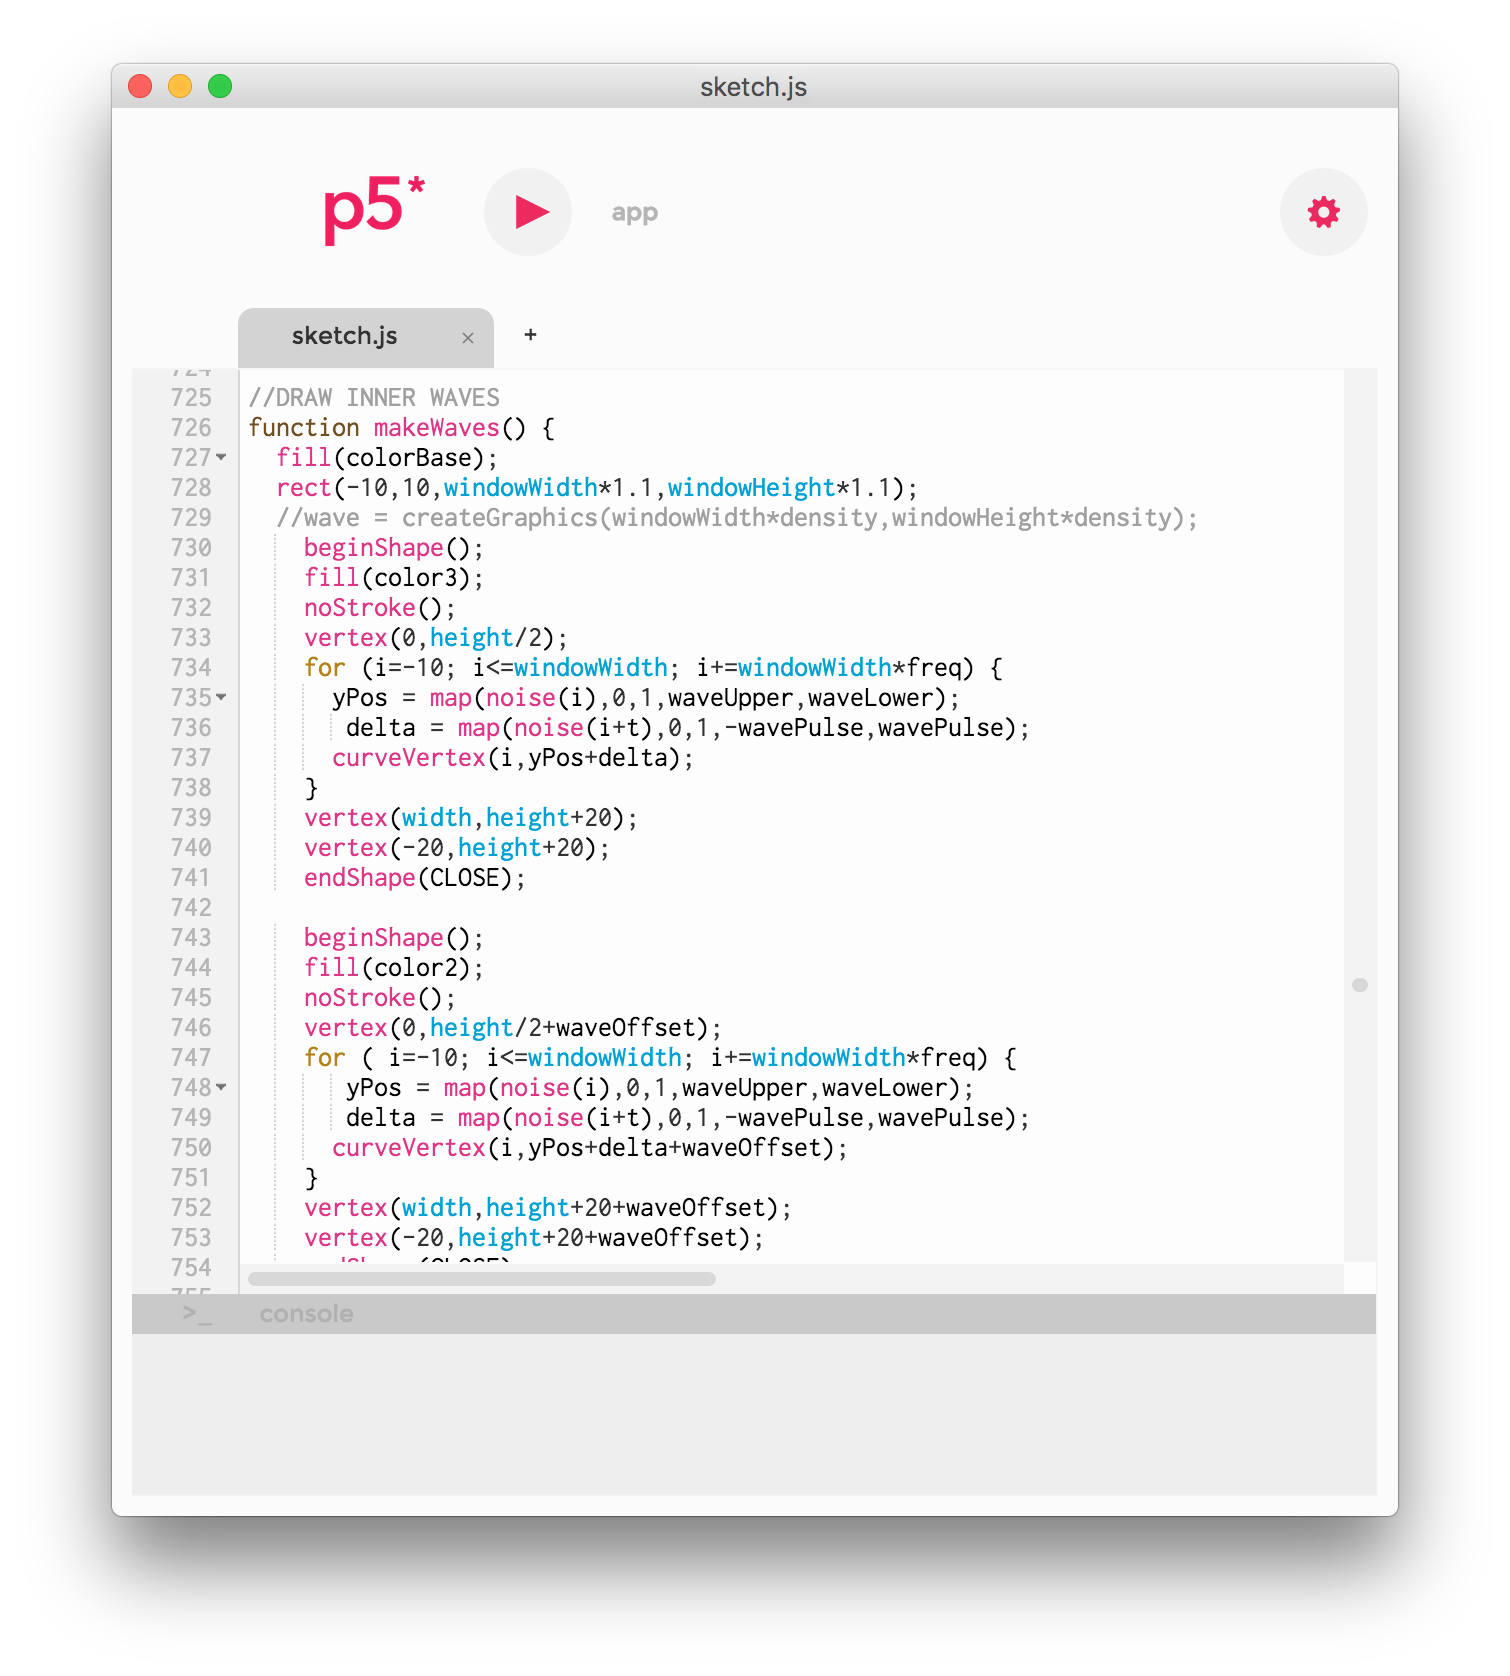 sketch.js
p5*
app
sketch.js × +
724
725 //DRAW INNER WAVES
726 function makeWaves() {
727 fill(colorBase);
728 rect(-10,10,windowWidth*1.1,windowHeight*1.1);
729 //wave = createGraphics(windowWidth*density,windowHeight*density);
730 beginShape();
731 fill(color3);
732 noStroke();
733 vertex(0,height/2);
734 for (i=-10; i<=windowWidth; i+=windowWidth*freq) {
735 yPos = map(noise(i),0,1,waveUpper,waveLower);
736 delta = map(noise(i+t),0,1,-wavePulse,wavePulse);
737 curveVertex(i,yPos+delta);
738 }
739 vertex(width,height+20);
740 vertex(-20,height+20);
741 endShape(CLOSE);
742
743 beginShape();
744 fill(color2);
745 noStroke();
746 vertex(0,height/2+waveOffset);
747 for ( i=-10; i<=windowWidth; i+=windowWidth*freq) {
748 yPos = map(noise(i),0,1,waveUpper,waveLower);
749 delta = map(noise(i+t),0,1,-wavePulse,wavePulse);
750 curveVertex(i,yPos+delta+waveOffset);
751 }
752 vertex(width,height+20+waveOffset);
753 vertex(-20,height+20+waveOffset);
754 endShape(CLOSE)
755
>_ console